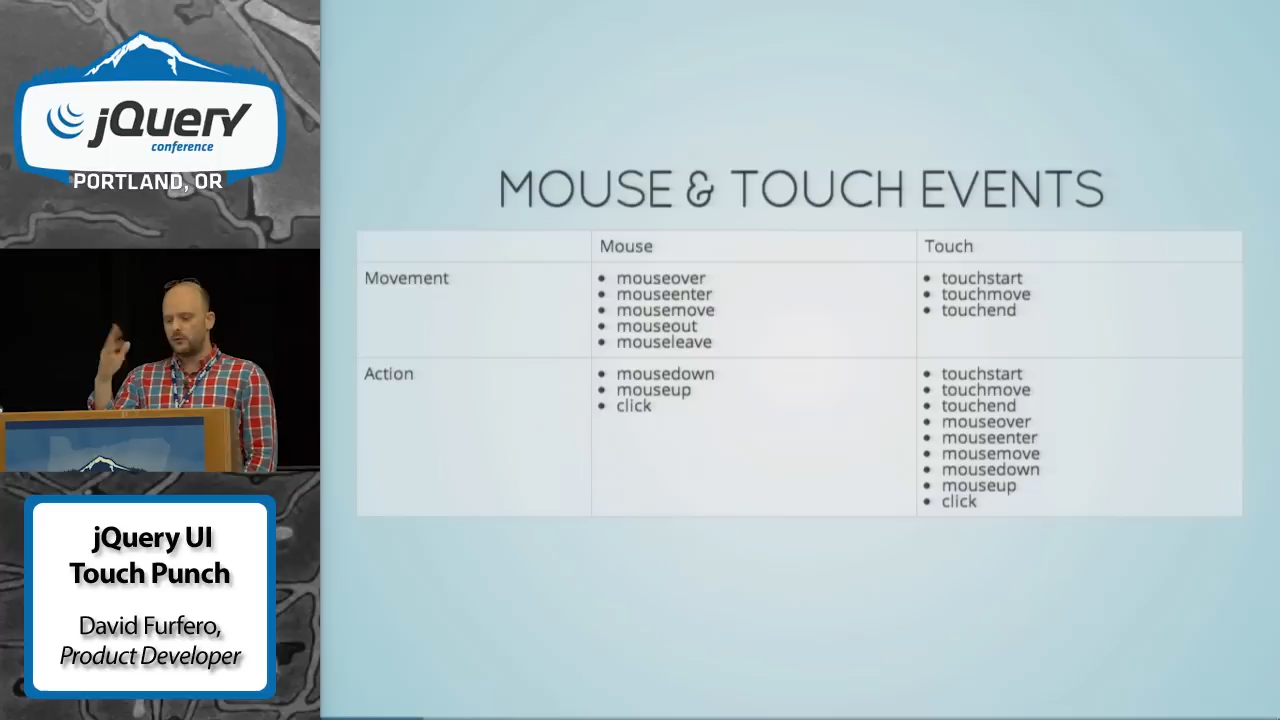 jQuery
conference
PORTLAND, OR
jQuery UI
Touch Punch
David Furfero,
Product Developer
MOUSE & TOUCH EVENTS
Mouse
Touch
Movement
• mouseover
• mouseenter
• mousemove
• mouseout
• mouseleave
• touchstart
• touchmove
• touchend
Action
• mousedown
• mouseup
• click
• touchstart
• touchmove
• touchend
• mouseover
• mouseenter
• mousemove
• mousedown
• mouseup
• click